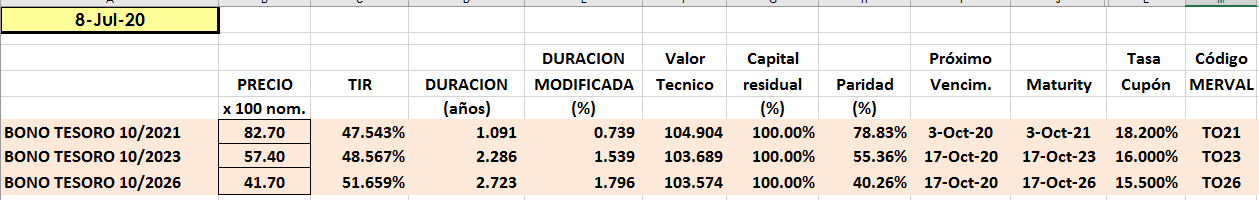 8-Jul-20
DURACION Valor Capital Próximo Tasa Código
PRECIO TIR DURACION MODIFICADA Tecnico residual Paridad Vencim. Maturity Cupón MERVAL
x 100 nom. (años) (%) (%) (%)
BONO TESORO 10/2021 82.70 47.543% 1.091 0.739 104.904 100.00% 78.83% 3-Oct-20 3-Oct-21 18.200% TO21
BONO TESORO 10/2023 57.40 48.567% 2.286 1.539 103.689 100.00% 55.36% 17-Oct-20 17-Oct-23 16.000% TO23
BONO TESORO 10/2026 41.70 51.659% 2.723 1.796 103.574 100.00% 40.26% 17-Oct-20 17-Oct-26 15.500% TO26